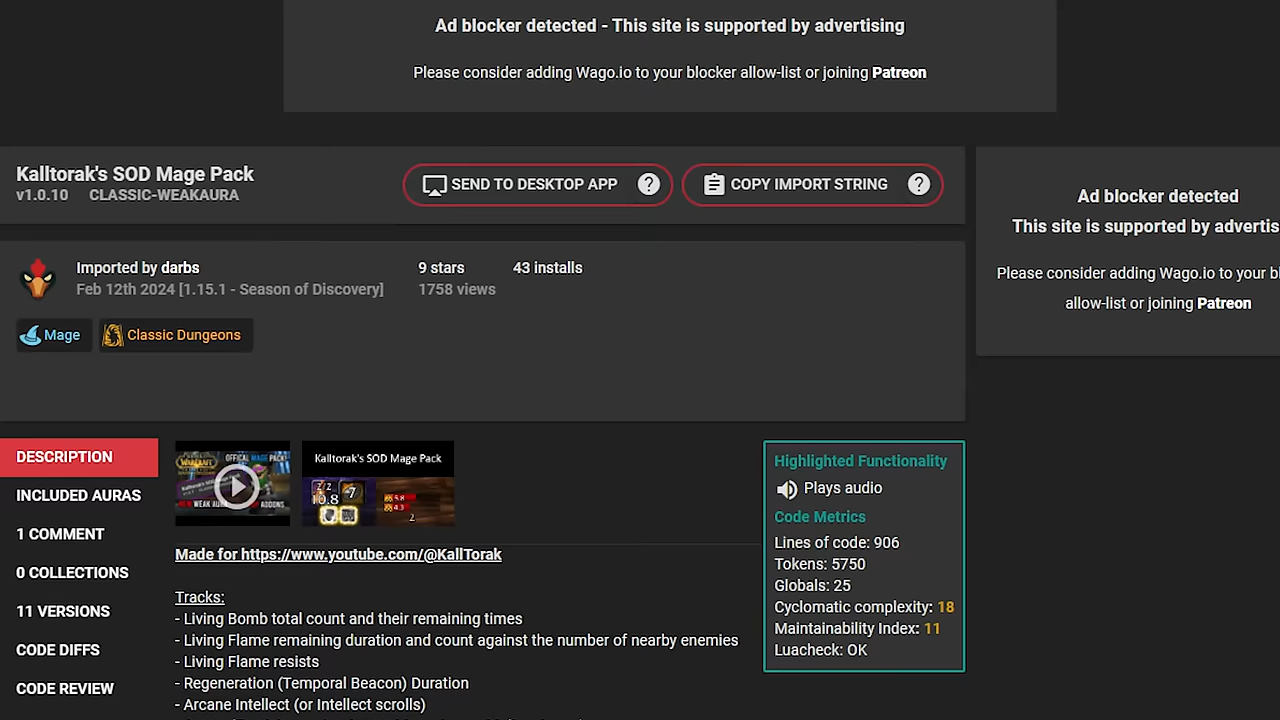 Ad blocker detected - This site is supported by advertising
Please consider adding Wago.io to your blocker allow-list or joining Patreon
Kalltorak's SOD Mage Pack
v1.0.10 CLASSIC-WEAKAURA
SEND TO DESKTOP APP ?
COPY IMPORT STRING ?
Ad blocker detected
This site is supported by advertis
Please consider adding Wago.io to your bl
allow-list or joining Patreon
Imported by darbs
Feb 12th 2024 [1.15.1 - Season of Discovery]
9 stars
1758 views
43 installs
Mage
Classic Dungeons
DESCRIPTION
INCLUDED AURAS
1 COMMENT
0 COLLECTIONS
11 VERSIONS
CODE DIFFS
CODE REVIEW
Kalltorak's SOD Mage Pack
Made for https://www.youtube.com/@KallTorak
Tracks:
- Living Bomb total count and their remaining times
- Living Flame remaining duration and count against the number of nearby enemies
- Living Flame resists
- Regeneration (Temporal Beacon) Duration
- Arcane Intellect (or Intellect scrolls)
Highlighted Functionality
Plays audio
Code Metrics
Lines of code: 906
Tokens: 5750
Globals: 25
Cyclomatic complexity: 18
Maintainability Index: 11
Luacheck: OK